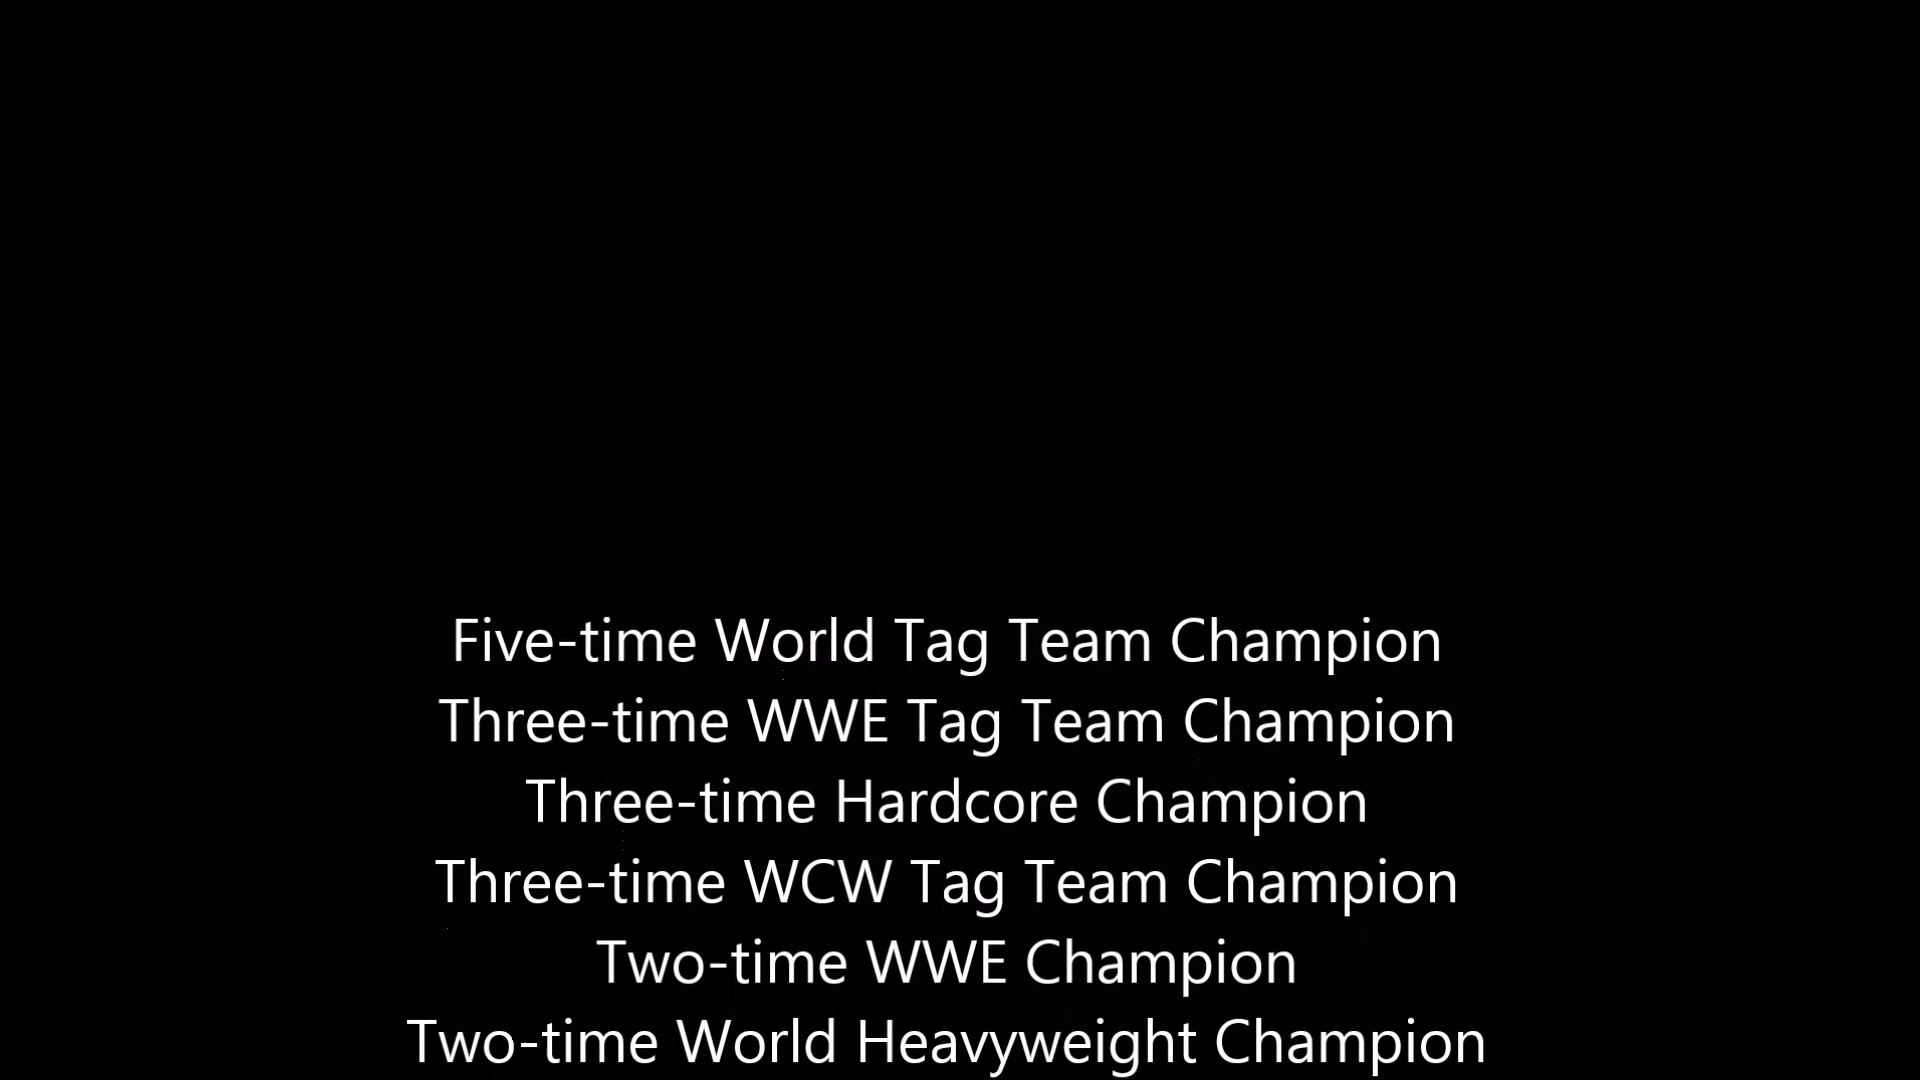 Five-time World Tag Team Champion
Three-time WWE Tag Team Champion
Three-time Hardcore Champion
Three-time WCW Tag Team Champion
Two-time WWE Champion
Two-time World Heavyweight Champion